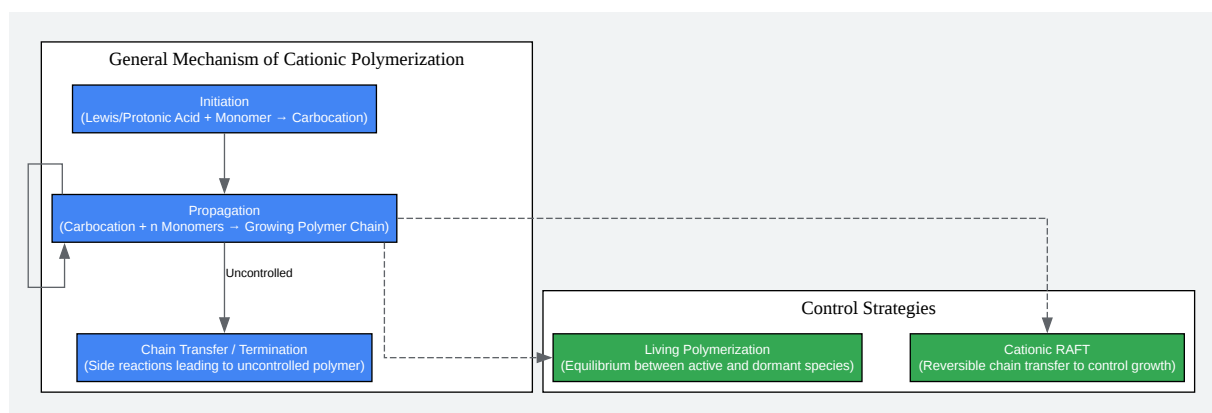 General Mechanism of Cationic Polymerization
Initiation
(Lewis/Protonic Acid + Monomer → Carbocation)
Propagation
(Carbocation + n Monomers → Growing Polymer Chain)
Uncontrolled
Chain Transfer / Termination
(Side reactions leading to uncontrolled polymer)
Control Strategies
Living Polymerization
(Equilibrium between active and dormant species)
Cationic RAFT
(Reversible chain transfer to control growth)